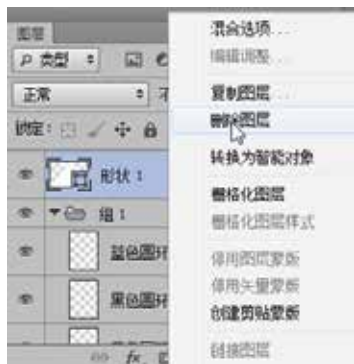 图层
类型
正常
不
锁定:
形状 1
组 1
蓝色圆环
黑色圆环
fx
混合选项...
编辑调整...
复制图层...
删除图层
转换为智能对象
栅格化图层
栅格化图层样式
停用图层蒙版
停用矢量蒙版
创建剪贴蒙版
链接图层